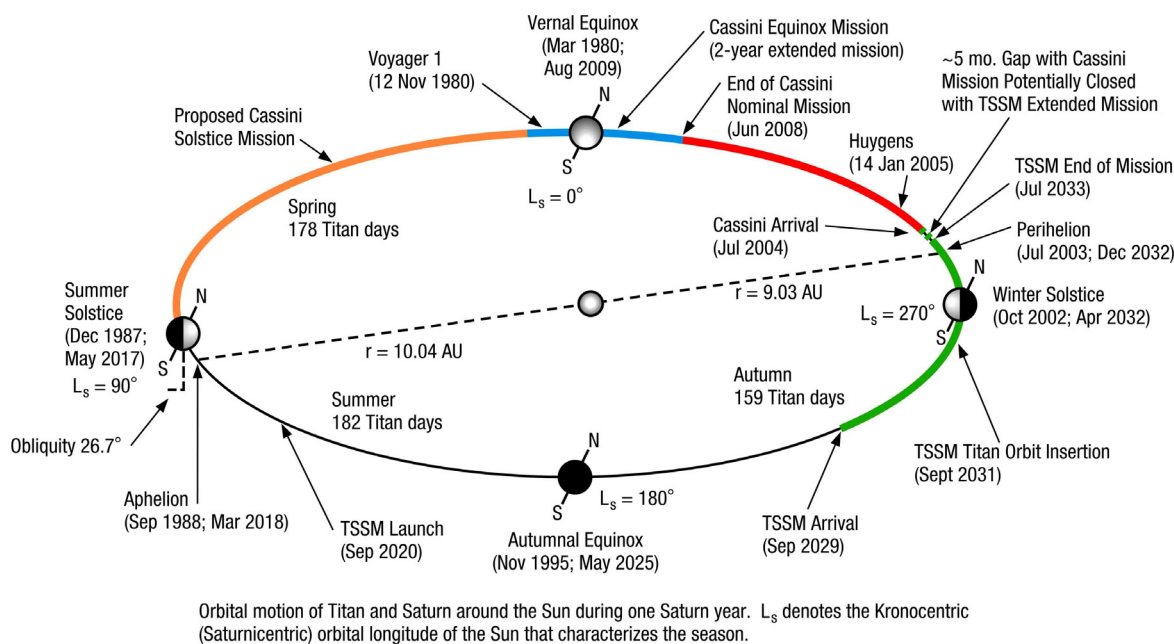 Vernal Equinox
(Mar 1980;
Aug 2009)
Cassini Equinox Mission
(2-year extended mission)
~5 mo. Gap with Cassini
Mission Potentially Closed
with TSSM Extended Mission
Voyager 1
(12 Nov 1980)
End of Cassini
Nominal Mission
(Jun 2008)
Proposed Cassini
Solstice Mission
N
S
Ls = 0°
Huygens
(14 Jan 2005)
TSSM End of Mission
(Jul 2033)
Spring
178 Titan days
Cassini Arrival
(Jul 2004)
Perihelion
(Jul 2003; Dec 2032)
Summer
Solstice
(Dec 1987;
May 2017)
N
S
Ls = 90°
r = 9.03 AU
r = 10.04 AU
Ls = 270°
N
S
Winter Solstice
(Oct 2002; Apr 2032)
Obliquity 26.7°
Summer
182 Titan days
Autumn
159 Titan days
N
S
Ls = 180°
Aphelion
(Sep 1988; Mar 2018)
TSSM Launch
(Sep 2020)
Autumnal Equinox
(Nov 1995; May 2025)
TSSM Arrival
(Sep 2029)
TSSM Titan Orbit Insertion
(Sept 2031)
Orbital motion of Titan and Saturn around the Sun during one Saturn year. Ls denotes the Kronocentric
(Saturnicentric) orbital longitude of the Sun that characterizes the season.